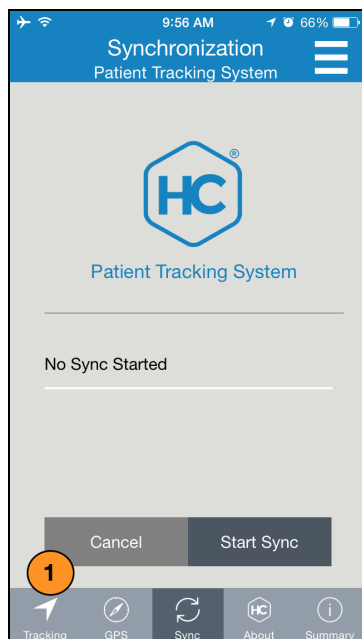 9:56 AM 66%
Synchronization
Patient Tracking System
HC®
Patient Tracking System
No Sync Started
Cancel Start Sync
1
HC
Tracking GPS Sync About Summary